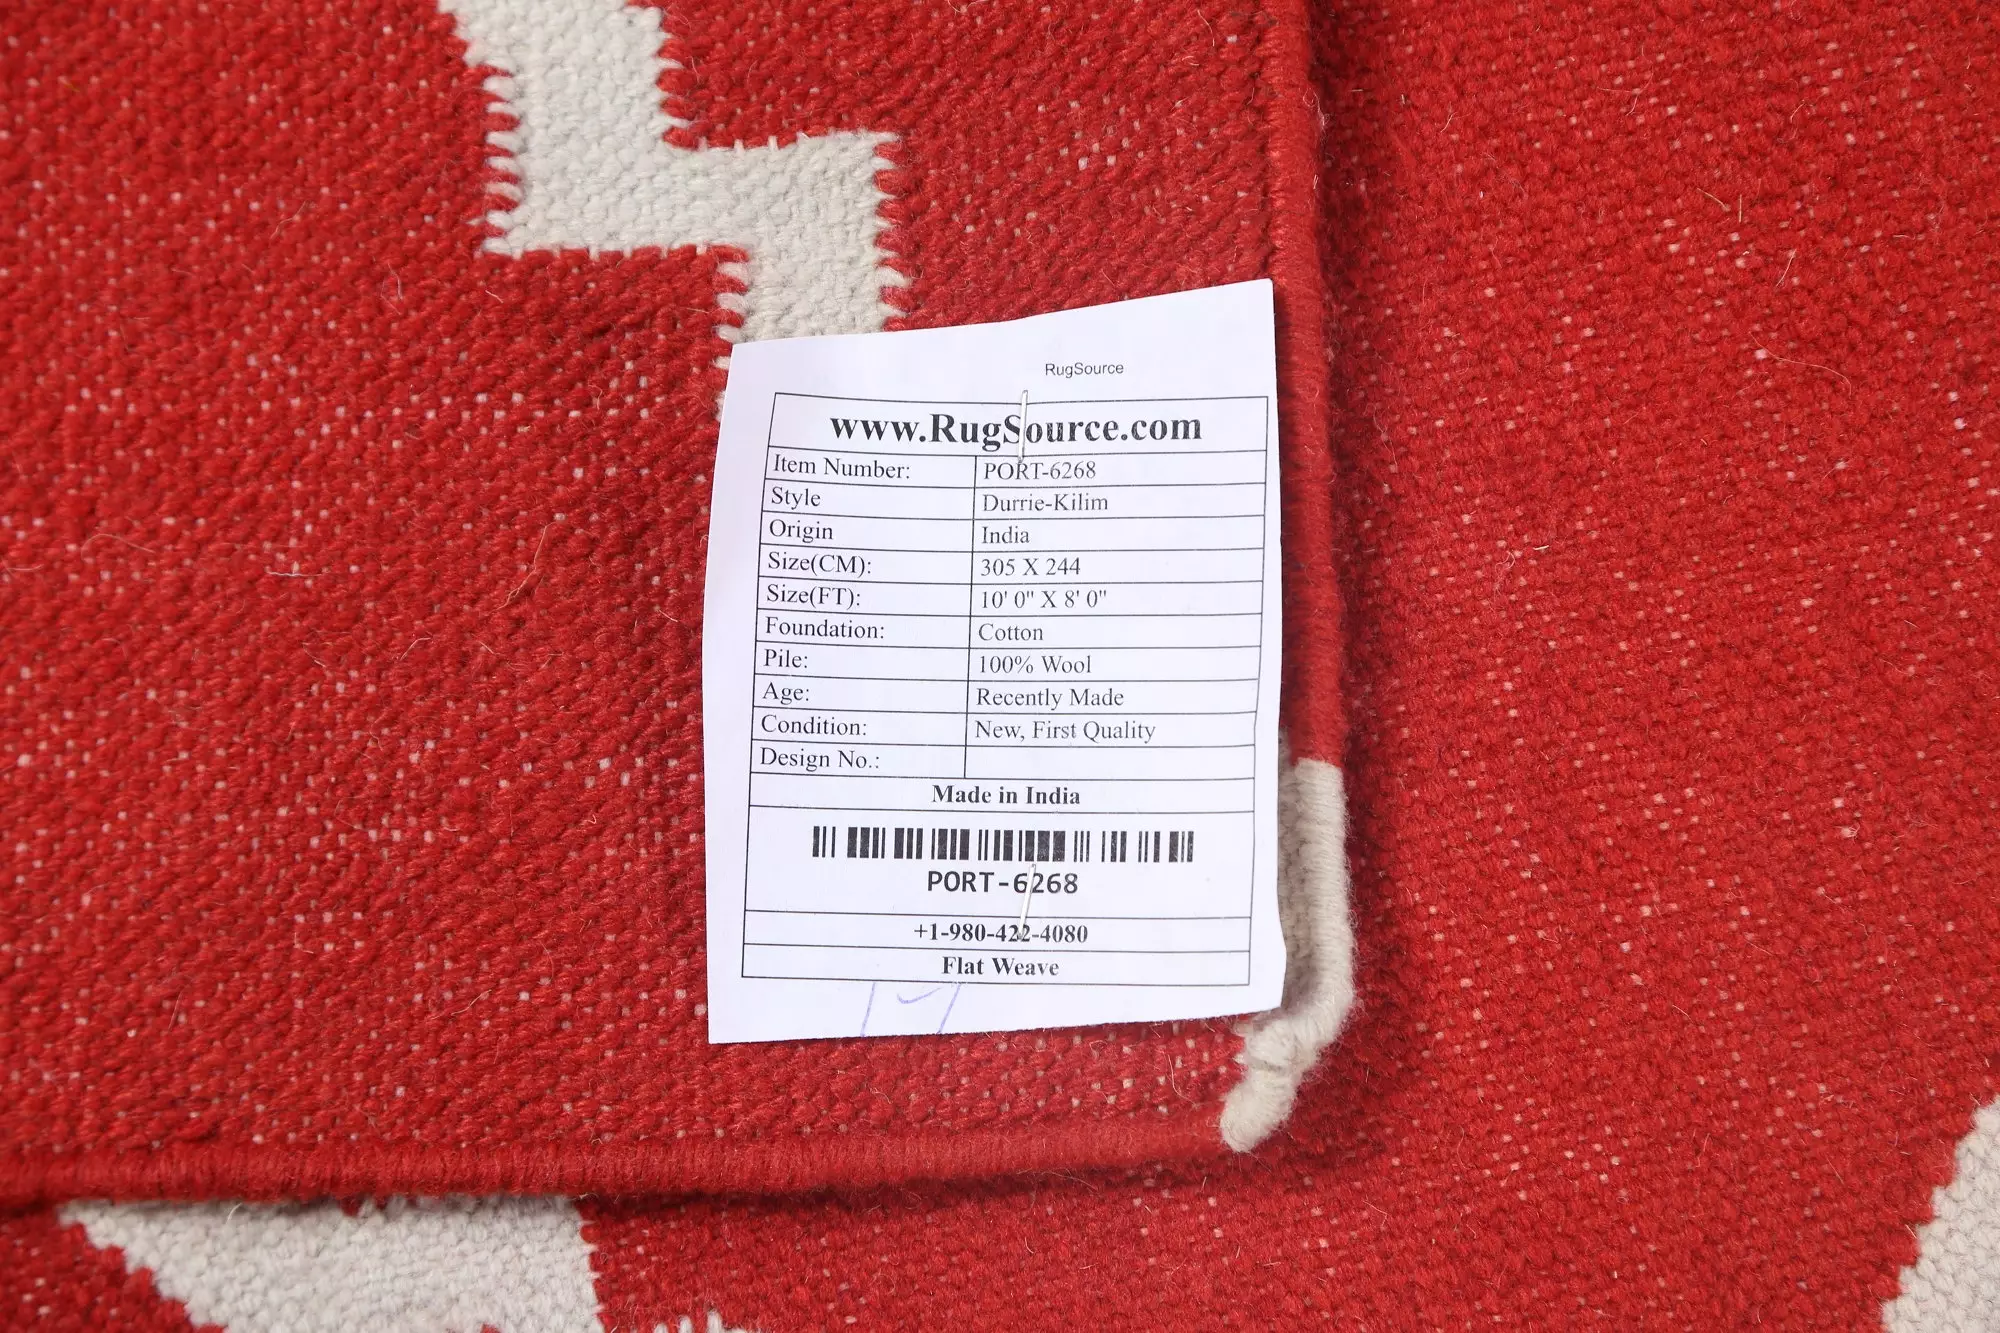 RugSource
www.RugSource.com
Item Number: PORT-6268
Style Durrie-Kilim
Origin India
Size(CM): 305 X 244
Size(FT): 10' 0" X 8' 0"
Foundation: Cotton
Pile: 100% Wool
Age: Recently Made
Condition: New, First Quality
Design No.:
Made in India
PORT-6268
+1-980-422-4080
Flat Weave